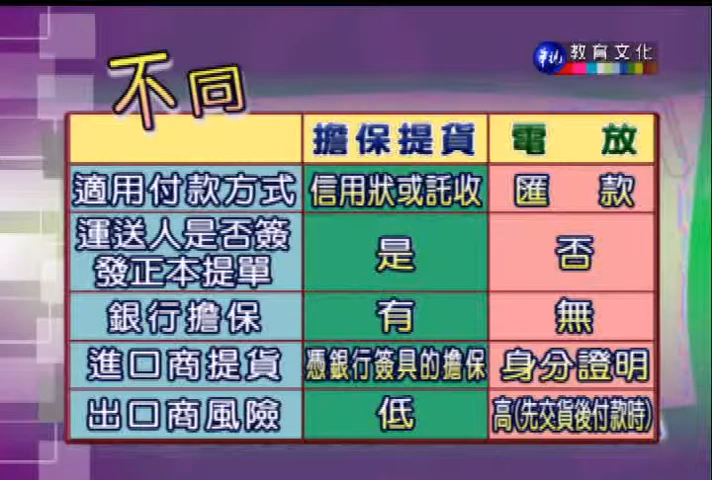 不同
華視 教育文化
擔保提貨 電放
適用付款方式 信用狀或託收 匯款
運送人是否簽
發正本提單 是 否
銀行擔保 有 無
進口商提貨 憑銀行簽具的擔保 身分證明
出口商風險 低 高(先交貨後付款時)